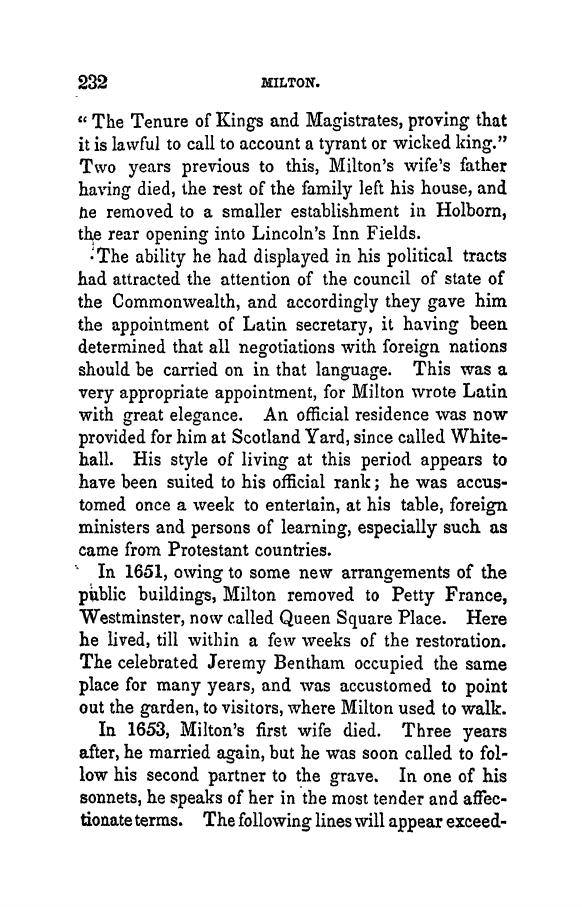 232 MILTON.
“ The Tenure of Kings and Magistrates, proving that
it is lawful to call to account a tyrant or wicked king.”
Two years previous to this, Milton’s wife’s father
having died, the rest of the family left his house, and
he removed to a smaller establishment in Holborn,
the rear opening into Lincoln’s Inn Fields.
The ability he had displayed in his political tracts
had attracted the attention of the council of state of
the Commonwealth, and accordingly they gave him
the appointment of Latin secretary, it having been
determined that all negotiations with foreign nations
should be carried on in that language. This was a
very appropriate appointment, for Milton wrote Latin
with great elegance. An official residence was now
provided for him at Scotland Yard, since called White-
hall. His style of living at this period appears to
have been suited to his official rank; he was accus-
tomed once a week to entertain, at his table, foreign
ministers and persons of learning, especially such as
came from Protestant countries.
In 1651, owing to some new arrangements of the
public buildings, Milton removed to Petty France,
Westminster, now called Queen Square Place. Here
he lived, till within a few weeks of the restoration.
The celebrated Jeremy Bentham occupied the same
place for many years, and was accustomed to point
out the garden, to visitors, where Milton used to walk.
In 1653, Milton’s first wife died. Three years
after, he married again, but he was soon called to fol-
low his second partner to the grave. In one of his
sonnets, he speaks of her in the most tender and affec-
tionate terms. The following lines will appear exceed-